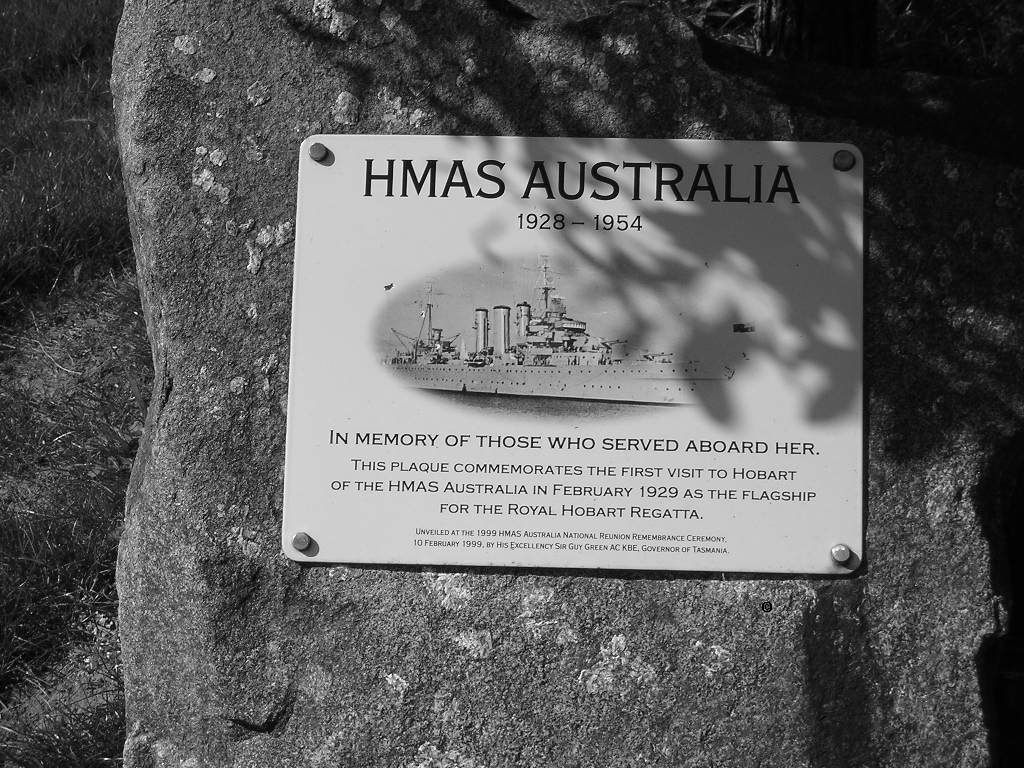 HMAS AUSTRALIA
1928 – 1954
IN MEMORY OF THOSE WHO SERVED ABOARD HER.
THIS PLAQUE COMMEMORATES THE FIRST VISIT TO HOBART
OF THE HMAS AUSTRALIA IN FEBRUARY 1929 AS THE FLAGSHIP
FOR THE ROYAL HOBART REGATTA.
UNVEILED AT THE 1999 HMAS AUSTRALIA NATIONAL REUNION REMEMBRANCE CEREMONY,
10 FEBRUARY 1999, BY HIS EXCELLENCY SIR GUY GREEN AC KBE, GOVERNOR OF TASMANIA.